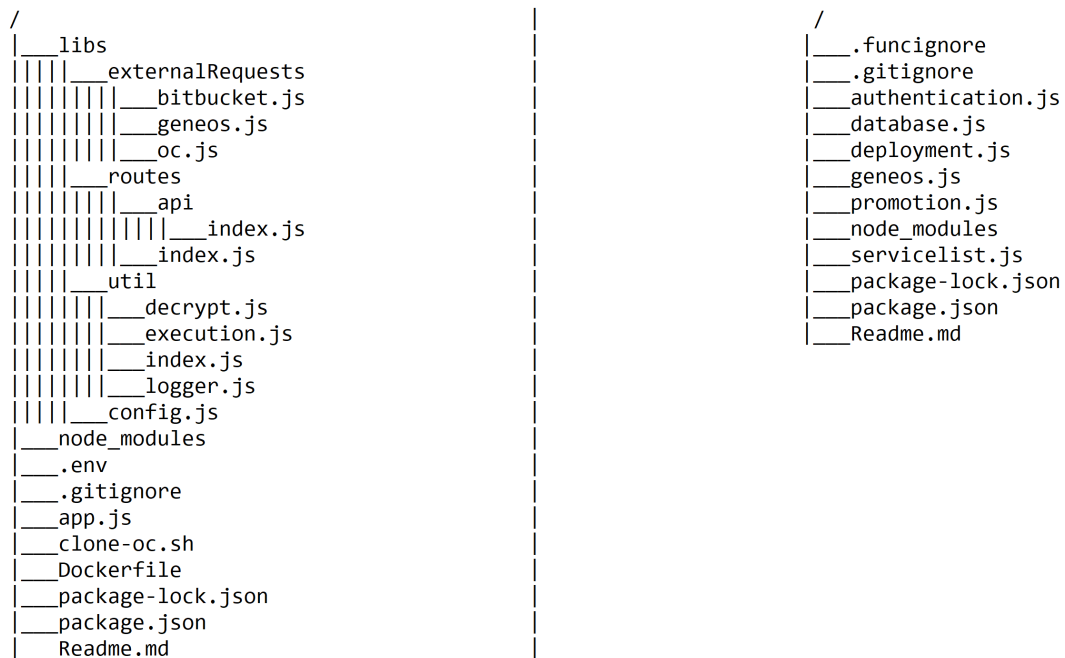 /
|___libs
|||||___externalRequests
|||||||||___bitbucket.js
|||||||||___geneos.js
|||||||||___oc.js
|||||___routes
|||||||||___api
|||||||||||||___index.js
|||||||||___index.js
|||||___util
||||||||___decrypt.js
||||||||___execution.js
||||||||___index.js
||||||||___logger.js
|||||___config.js
|___node_modules
|___.env
|___.gitignore
|___app.js
|___clone-oc.sh
|___Dockerfile
|___package-lock.json
|___package.json
|___Readme.md
/
|___.funcignore
|___.gitignore
|___authentication.js
|___database.js
|___deployment.js
|___geneos.js
|___promotion.js
|___node_modules
|___servicelist.js
|___package-lock.json
|___package.json
|___Readme.md